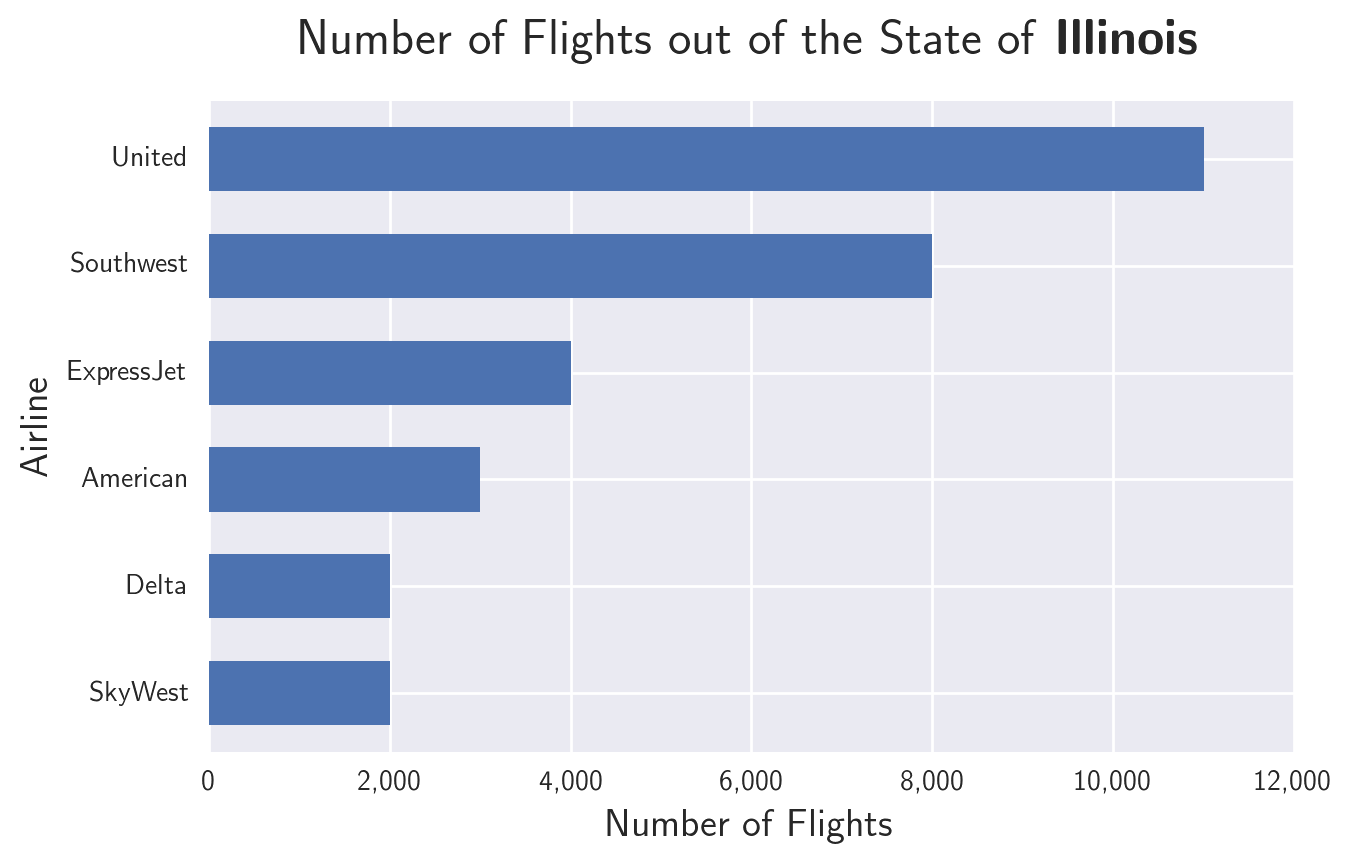 Number of Flights out of the State of Illinois
United
Southwest
ExpressJet
American
Delta
SkyWest
Airline
0 2,000 4,000 6,000 8,000 10,000 12,000
Number of Flights